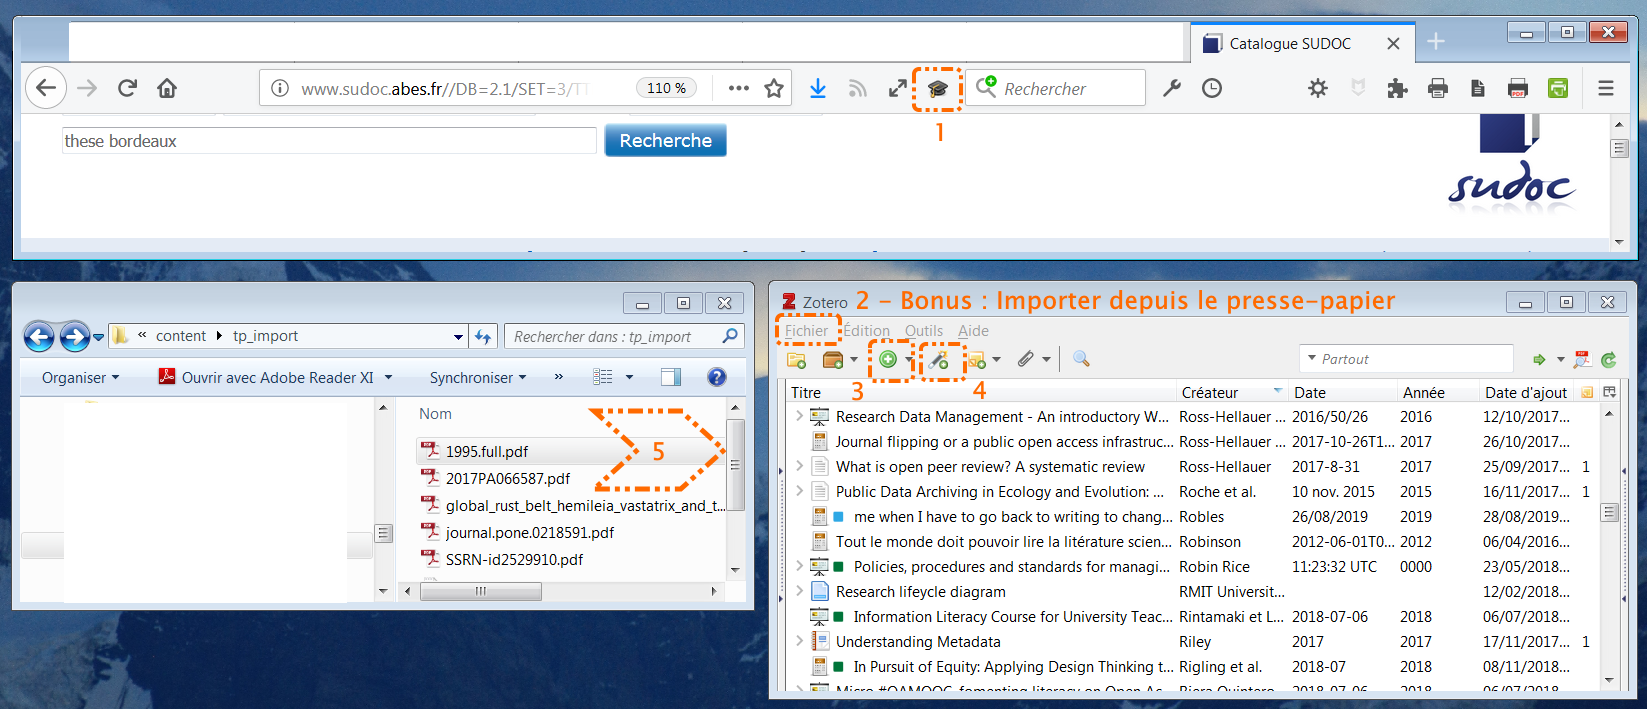 Catalogue SUDOC
www.sudoc.abes.fr//DB=2.1/SET=3/TT
110 %
Rechercher
1
these bordeaux
Recherche
sudoc
content
tp_import
Rechercher dans : tp_import
Organiser
Ouvrir avec Adobe Reader XI
Synchroniser
»
Nom
1995.full.pdf
2017PA066587.pdf
global_rust_belt_hemileia_vastatrix_and_t...
journal.pone.0218591.pdf
SSRN-id2529910.pdf
5
Zotero
2 - Bonus : Importer depuis le presse-papier
Fichier Édition Outils Aide
Partout
3
4
Titre Créateur Date Année Date d'ajout
Research Data Management - An introductory W... Ross-Hellauer ... 2016/50/26 2016 12/10/2017...
Journal flipping or a public open access infrastruc... Ross-Hellauer ... 2017-10-26T1... 2017 26/10/2017...
What is open peer review? A systematic review Ross-Hellauer 2017-8-31 2017 25/09/2017... 1
Public Data Archiving in Ecology and Evolution: ... Roche et al. 10 nov. 2015 2015 16/11/2017... 1
me when I have to go back to writing to chang... Robles 26/08/2019 2019 28/08/2019...
Tout le monde doit pouvoir lire la litérature scien... Robinson 2012-06-01T0... 2012 06/04/2016...
Policies, procedures and standards for managi... Robin Rice 11:23:32 UTC 0000 23/05/2018...
Research lifeycle diagram RMIT Universit... 12/02/2018...
Information Literacy Course for University Teac... Rintamaki et L... 2018-07-06 2018 06/07/2018...
Understanding Metadata Riley 2017 2017 17/11/2017... 1
In Pursuit of Equity: Applying Design Thinking t... Rigling et al. 2018-07 2018 08/11/2018...
Micro #OAMOOC, fomenting literacy on Open Ac... Riera Quintero... 2018-07-06 2018 06/07/2018...